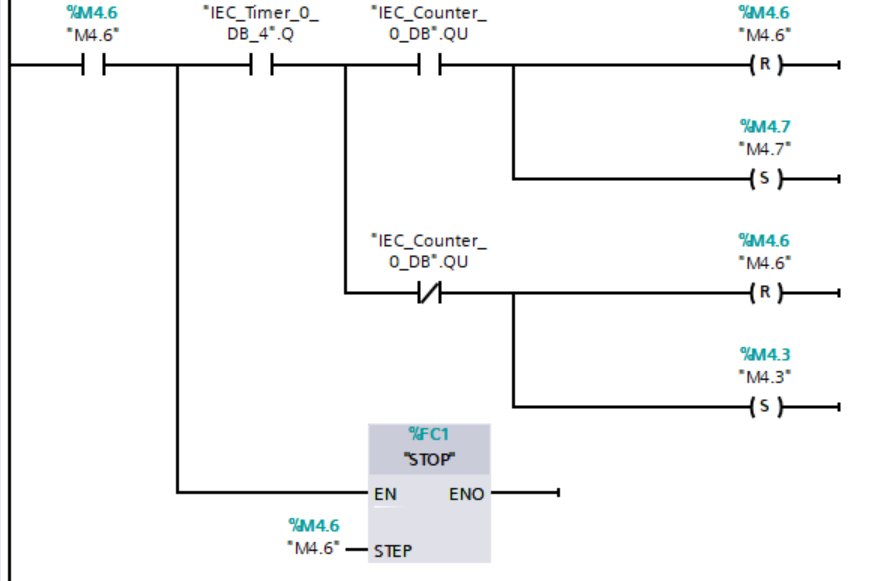 %M4.6
"M4.6"
"IEC_Timer_0_
DB_4".Q
"IEC_Counter_
0_DB".QU
%M4.6
"M4.6"
R
%M4.7
"M4.7"
S
"IEC_Counter_
0_DB".QU
%M4.6
"M4.6"
R
%M4.3
"M4.3"
S
%FC1
"STOP"
EN ENO
%M4.6
"M4.6" STEP